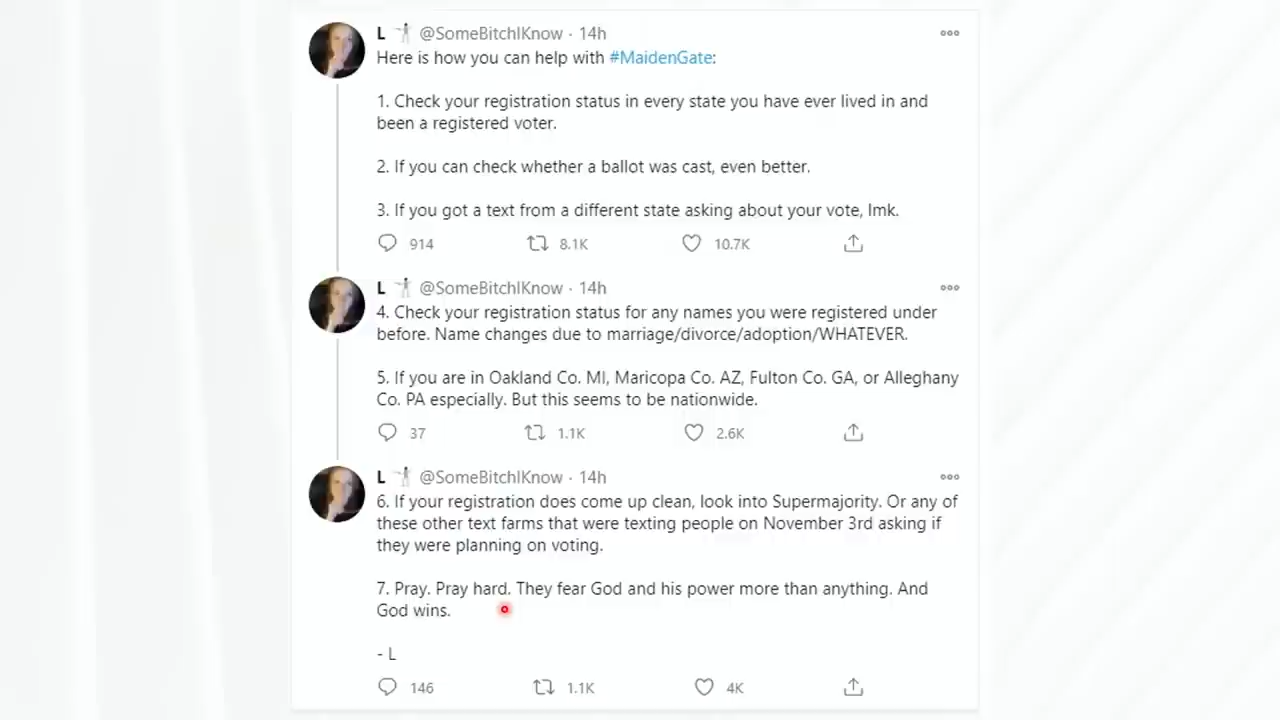 L @SomeBitchIKnow · 14h
Here is how you can help with #MaidenGate:
1. Check your registration status in every state you have ever lived in and
been a registered voter.
2. If you can check whether a ballot was cast, even better.
3. If you got a text from a different state asking about your vote, lmk.
914 8.1K 10.7K
L @SomeBitchIKnow · 14h
4. Check your registration status for any names you were registered under
before. Name changes due to marriage/divorce/adoption/WHATEVER.
5. If you are in Oakland Co. MI, Maricopa Co. AZ, Fulton Co. GA, or Alleghany
Co. PA especially. But this seems to be nationwide.
37 1.1K 2.6K
L @SomeBitchIKnow · 14h
6. If your registration does come up clean, look into Supermajority. Or any of
these other text farms that were texting people on November 3rd asking if
they were planning on voting.
7. Pray. Pray hard. They fear God and his power more than anything. And
God wins.
- L
146 1.1K 4K